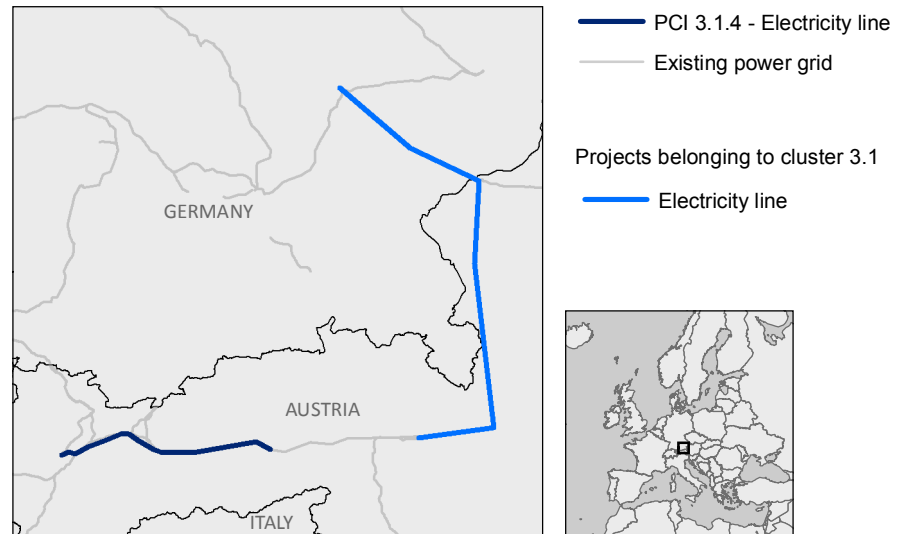 PCI 3.1.4 - Electricity line
Existing power grid
Projects belonging to cluster 3.1
Electricity line
GERMANY
AUSTRIA
ITALY